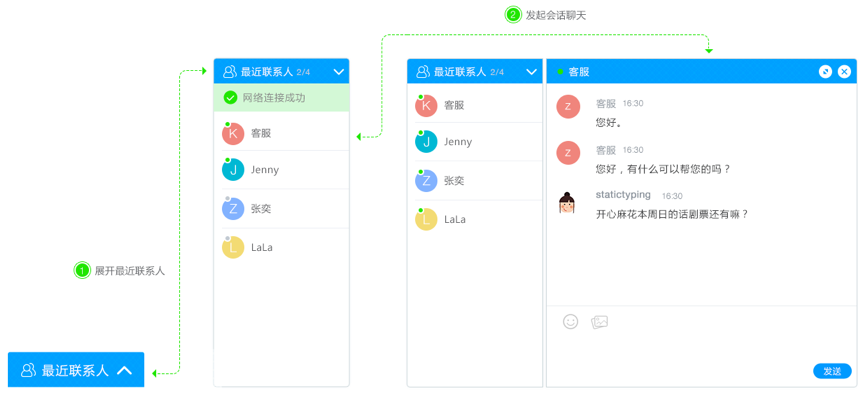 2 发起会话聊天
最近联系人 2/4
网络连接成功
K 客服
J Jenny
Z 张奕
L LaLa
1 展开最近联系人
最近联系人
最近联系人 2/4
K 客服
J Jenny
Z 张奕
L LaLa
客服
z 客服 16:30
您好。
z 客服 16:30
您好，有什么可以帮您的吗？
statictyping 16:30
开心麻花本周日的话剧票还有嘛？
发送